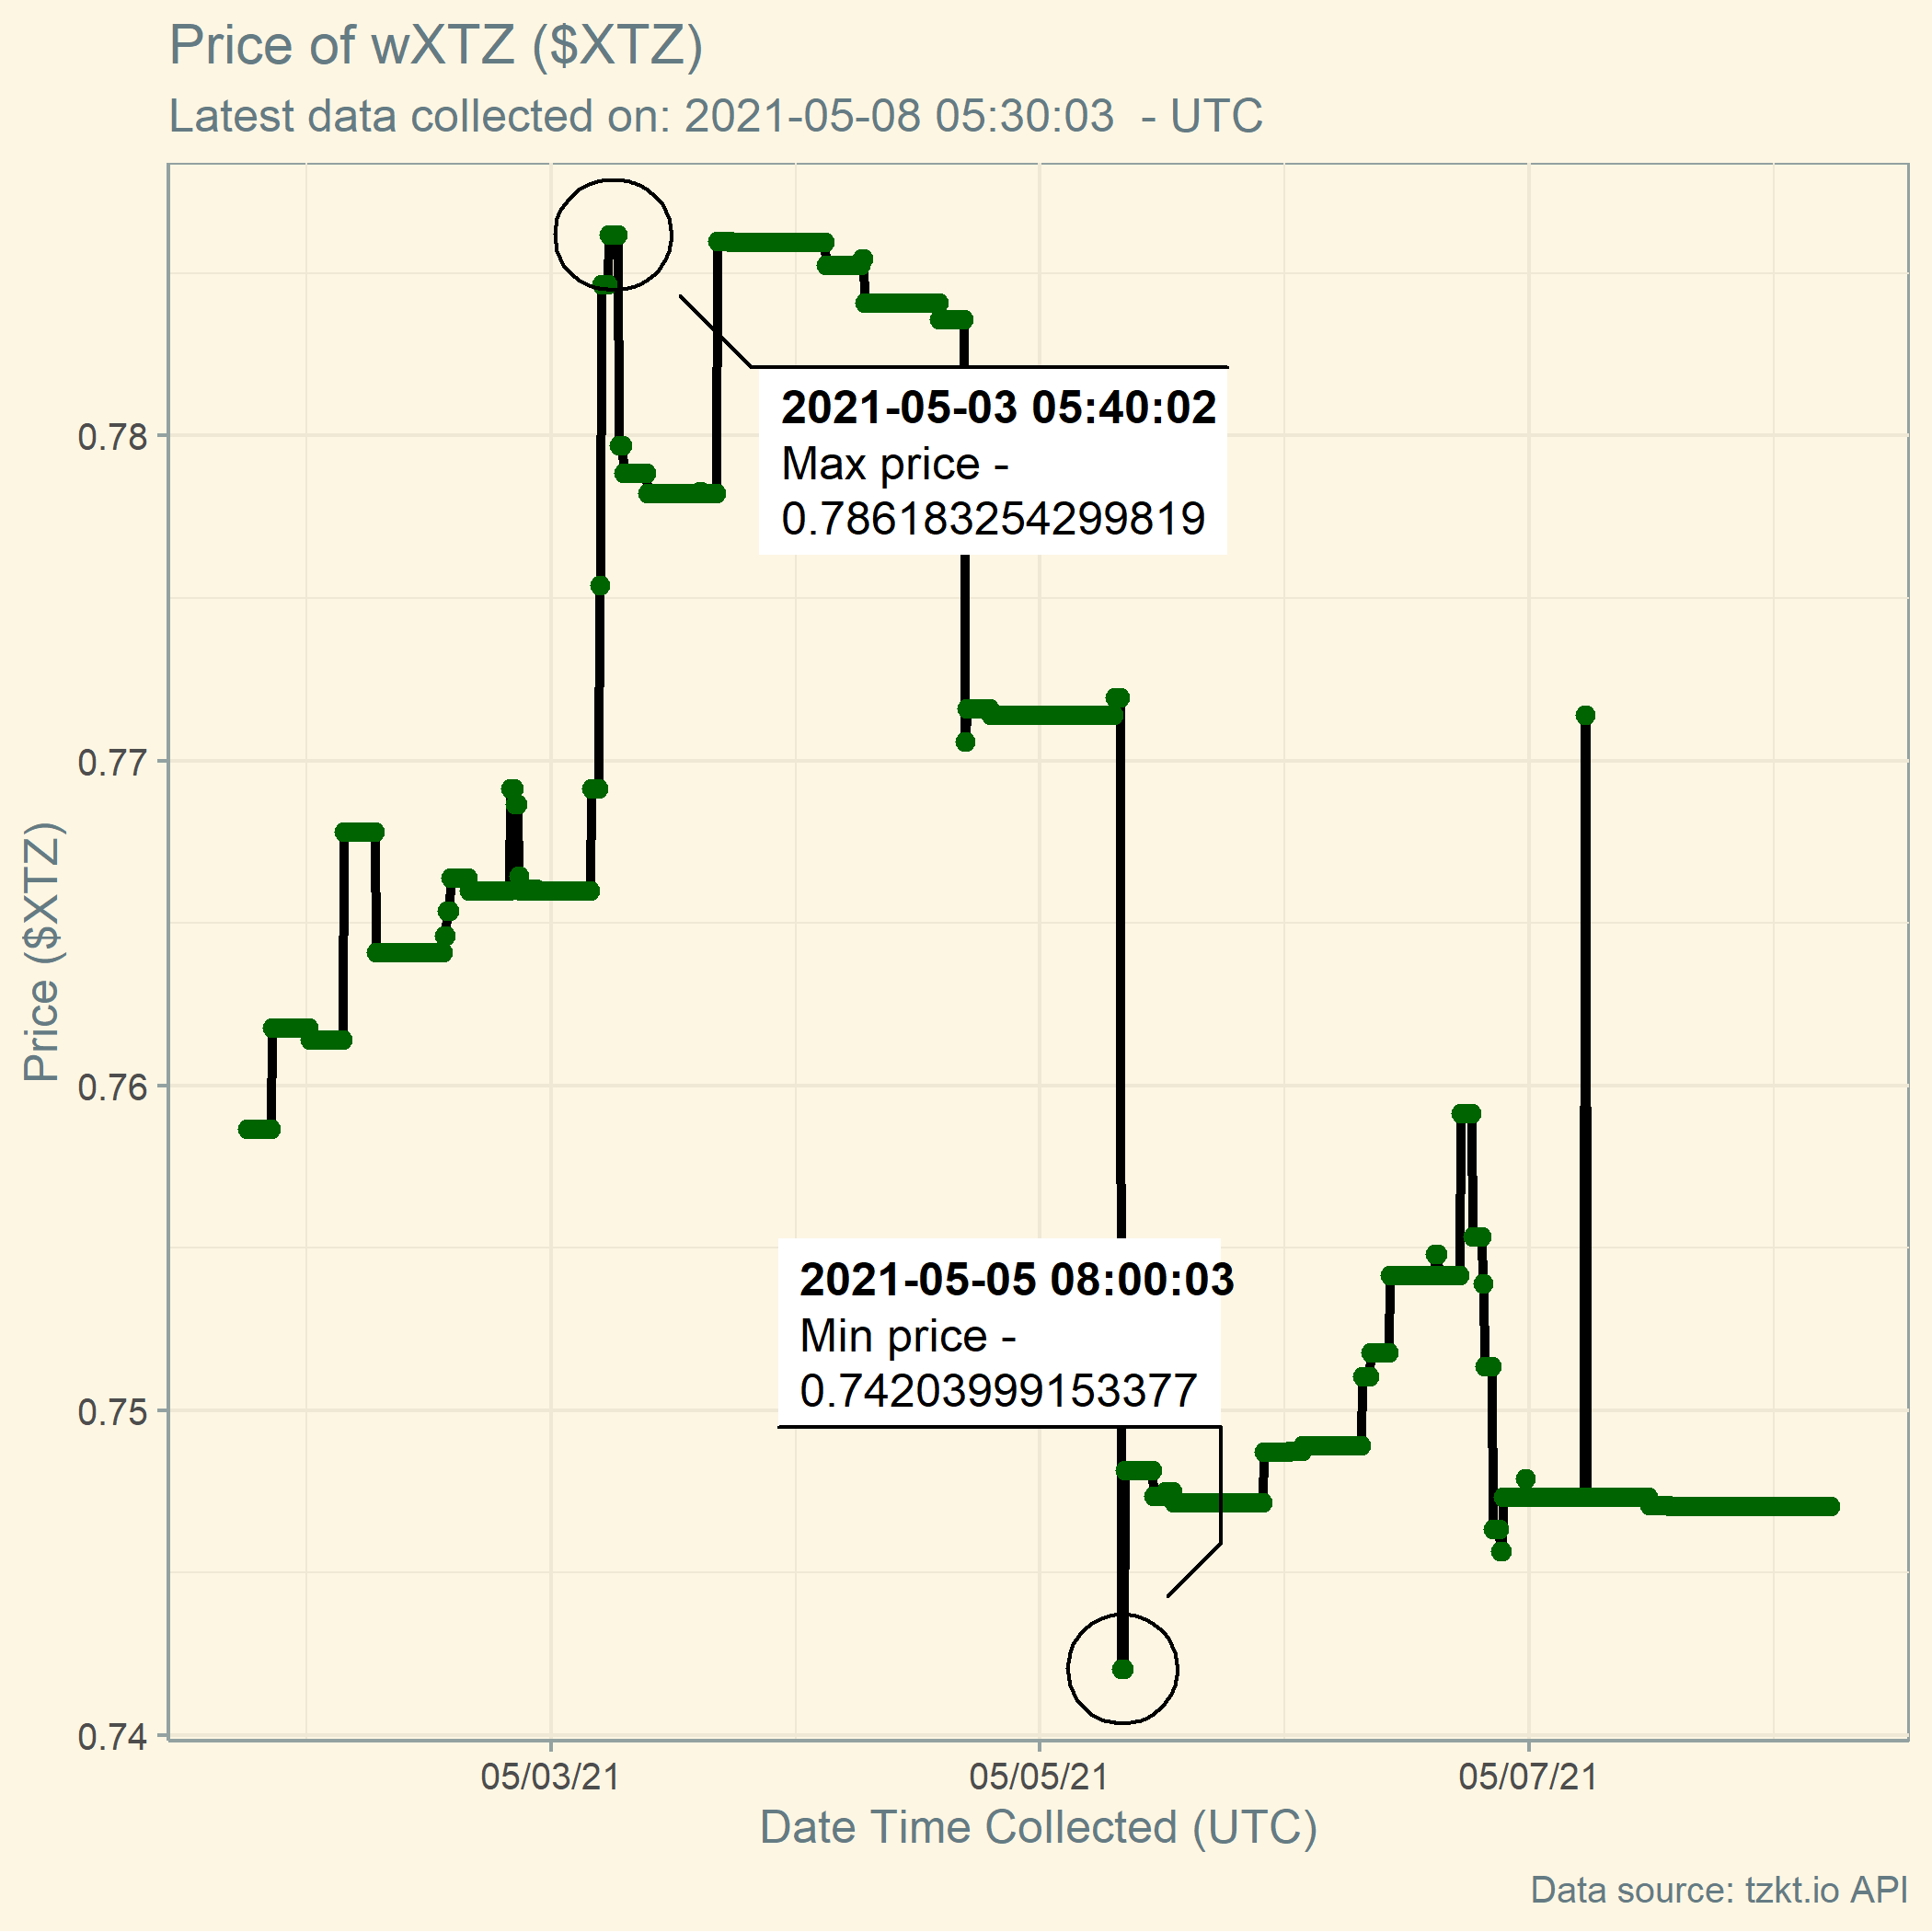 Price of wXTZ ($XTZ)
Latest data collected on: 2021-05-08 05:30:03  - UTC
Price ($XTZ)
0.78
0.77
0.76
0.75
0.74
2021-05-03 05:40:02
Max price -
0.786183254299819
2021-05-05 08:00:03
Min price -
0.74203999153377
05/03/21
05/05/21
05/07/21
Date Time Collected (UTC)
Data source: tzkt.io API